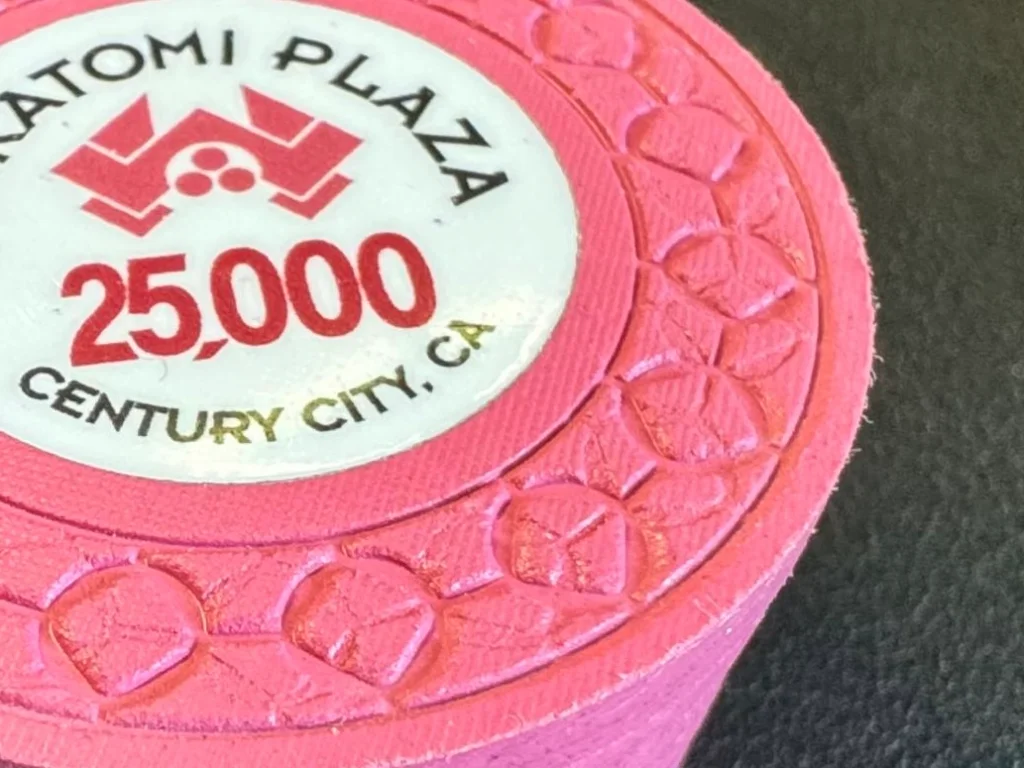 KATOMI PLAZA
25,000
CENTURY CITY, CA